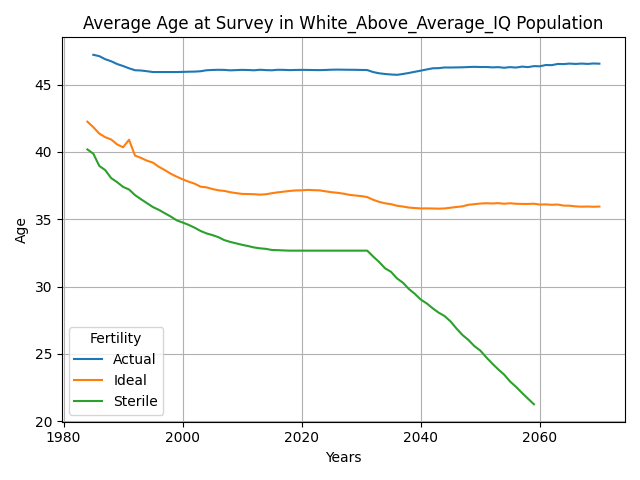 Average Age at Survey in White_Above_Average_IQ Population
Age
45
40
35
30
25
20
Fertility
Actual
Ideal
Sterile
1980
2000
2020
2040
2060
Years